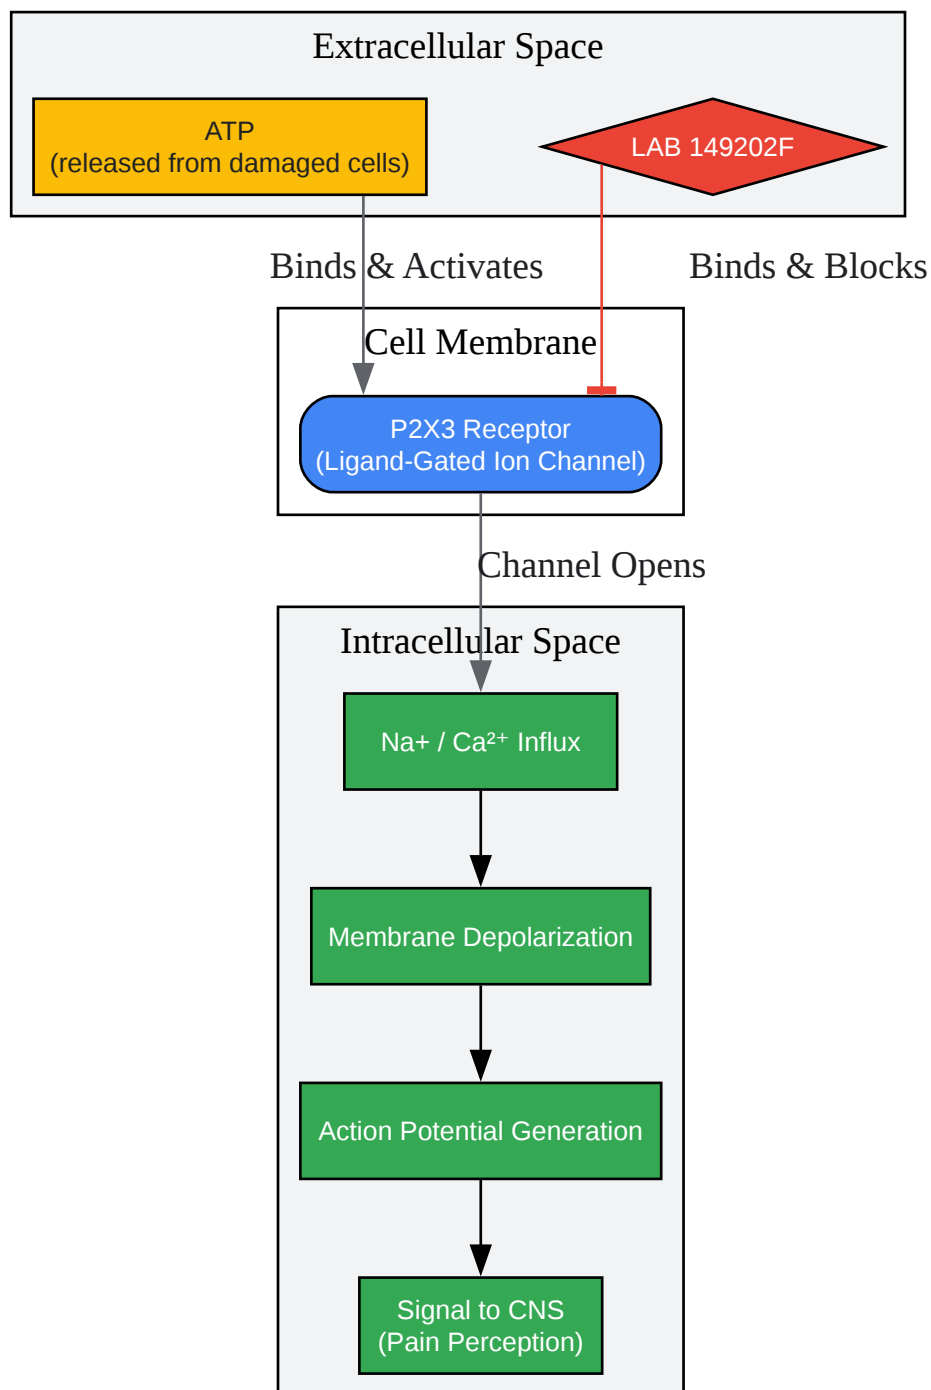 Extracellular Space
ATP
(released from damaged cells)
LAB 149202F
Binds & Activates
Binds & Blocks
Cell Membrane
P2X3 Receptor
(Ligand-Gated Ion Channel)
Channel Opens
Intracellular Space
Na+ / Ca²⁺ Influx
Membrane Depolarization
Action Potential Generation
Signal to CNS
(Pain Perception)